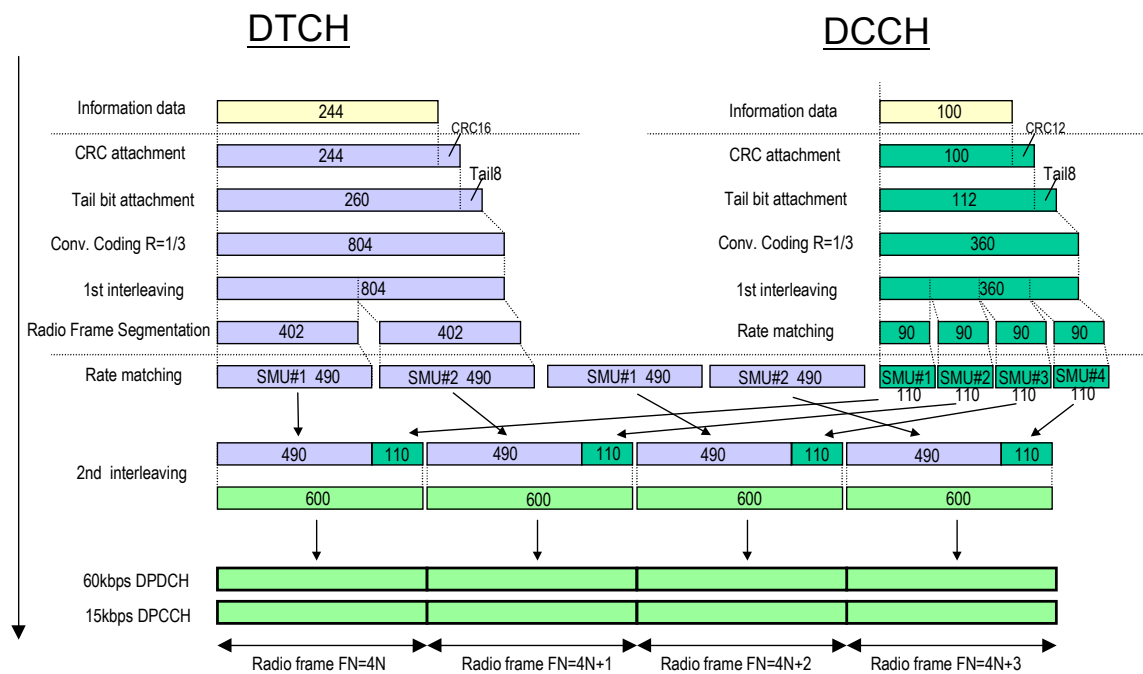 DTCH DCCH
Information data 244 Information data 100
CRC16 CRC12
CRC attachment 244 CRC attachment 100
Tail8 Tail8
Tail bit attachment 260 Tail bit attachment 112
Conv. Coding R=1/3 804 Conv. Coding R=1/3 360
1st interleaving 804 1st interleaving 360
Radio Frame Segmentation 402 402 Rate matching 90 90 90 90
Rate matching SMU#1 490 SMU#2 490 SMU#1 490 SMU#2 490 SMU#1 SMU#2 SMU#3 SMU#4
110 110 110 110
490 110 490 110 490 110 490 110
2nd interleaving
600 600 600 600
60kbps DPDCH
15kbps DPCCH
Radio frame FN=4N Radio frame FN=4N+1 Radio frame FN=4N+2 Radio frame FN=4N+3